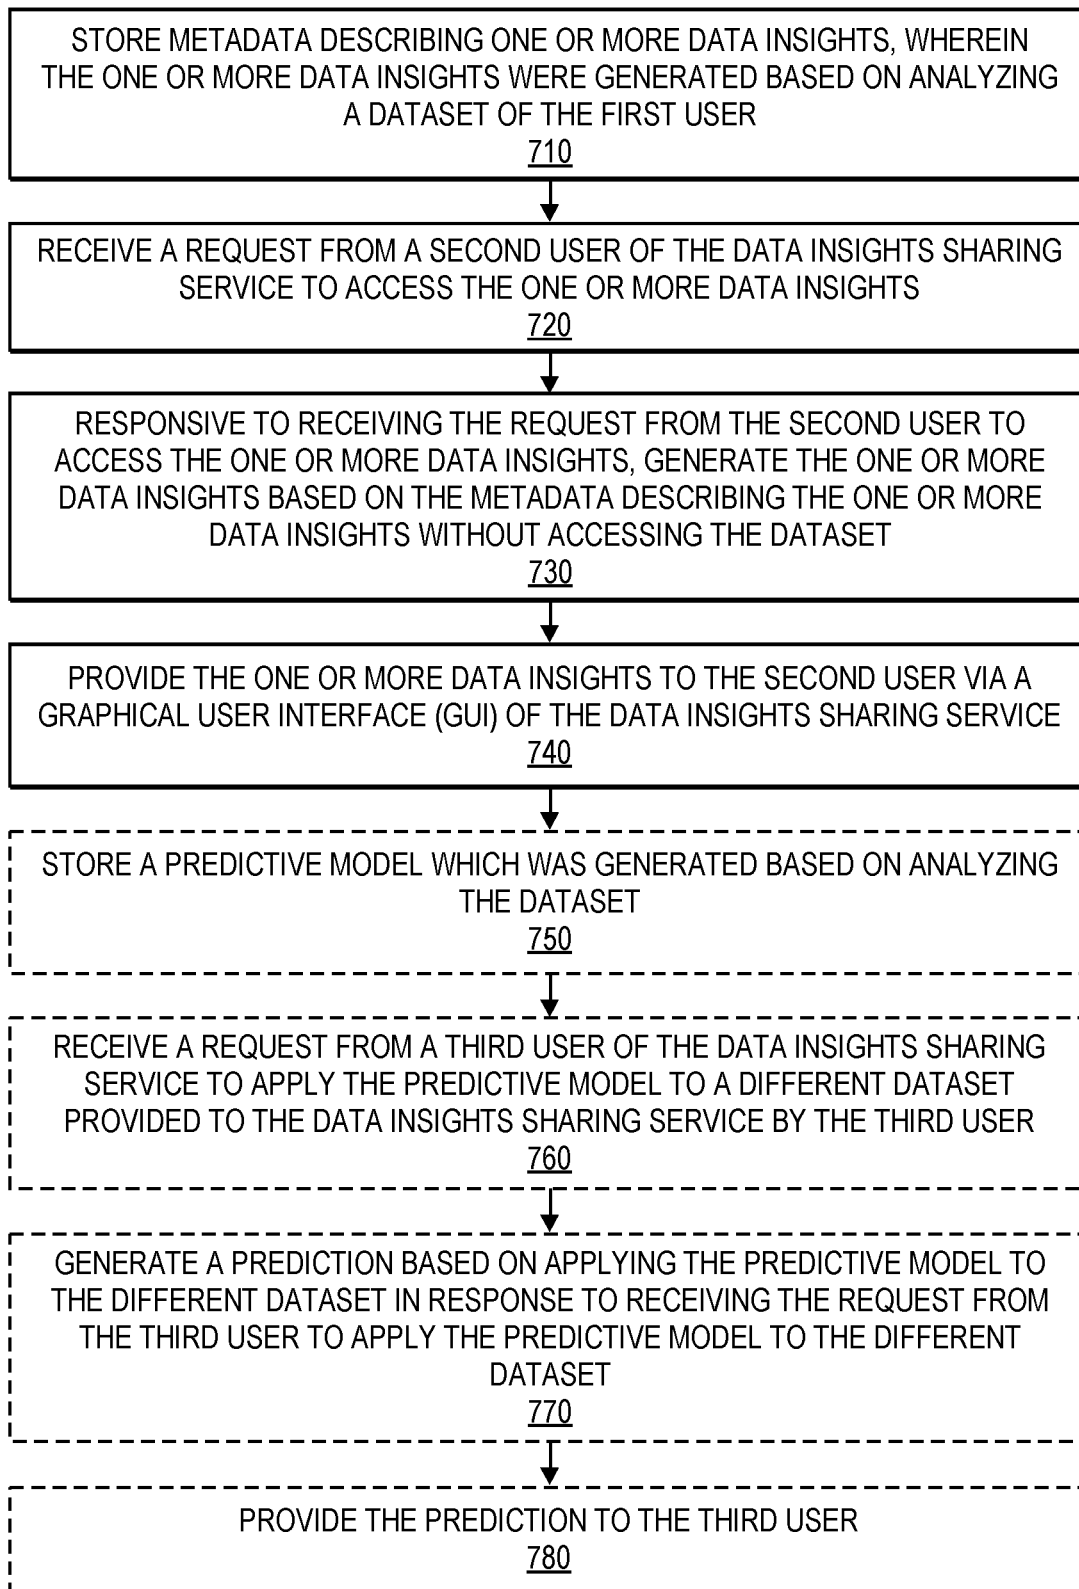 STORE METADATA DESCRIBING ONE OR MORE DATA INSIGHTS, WHEREIN
THE ONE OR MORE DATA INSIGHTS WERE GENERATED BASED ON ANALYZING
A DATASET OF THE FIRST USER
710
RECEIVE A REQUEST FROM A SECOND USER OF THE DATA INSIGHTS SHARING
SERVICE TO ACCESS THE ONE OR MORE DATA INSIGHTS
720
RESPONSIVE TO RECEIVING THE REQUEST FROM THE SECOND USER TO
ACCESS THE ONE OR MORE DATA INSIGHTS, GENERATE THE ONE OR MORE
DATA INSIGHTS BASED ON THE METADATA DESCRIBING THE ONE OR MORE
DATA INSIGHTS WITHOUT ACCESSING THE DATASET
730
PROVIDE THE ONE OR MORE DATA INSIGHTS TO THE SECOND USER VIA A
GRAPHICAL USER INTERFACE (GUI) OF THE DATA INSIGHTS SHARING SERVICE
740
STORE A PREDICTIVE MODEL WHICH WAS GENERATED BASED ON ANALYZING
THE DATASET
750
RECEIVE A REQUEST FROM A THIRD USER OF THE DATA INSIGHTS SHARING
SERVICE TO APPLY THE PREDICTIVE MODEL TO A DIFFERENT DATASET
PROVIDED TO THE DATA INSIGHTS SHARING SERVICE BY THE THIRD USER
760
GENERATE A PREDICTION BASED ON APPLYING THE PREDICTIVE MODEL TO
THE DIFFERENT DATASET IN RESPONSE TO RECEIVING THE REQUEST FROM
THE THIRD USER TO APPLY THE PREDICTIVE MODEL TO THE DIFFERENT
DATASET
770
PROVIDE THE PREDICTION TO THE THIRD USER
780